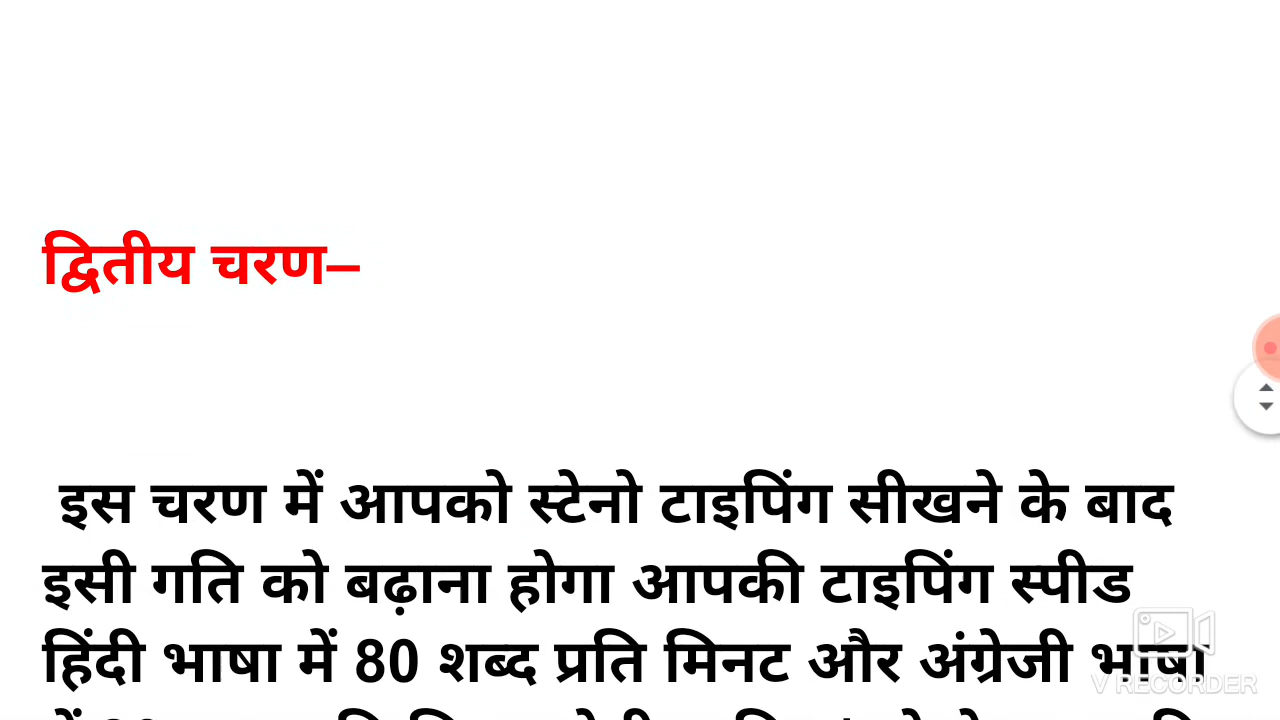 द्वितीय चरण–
इस चरण में आपको स्टेनो टाइपिंग सीखने के बाद
इसी गति को बढ़ाना होगा आपकी टाइपिंग स्पीड
हिंदी भाषा में 80 शब्द प्रति मिनट और अंग्रेजी भाषा
V RECORDER